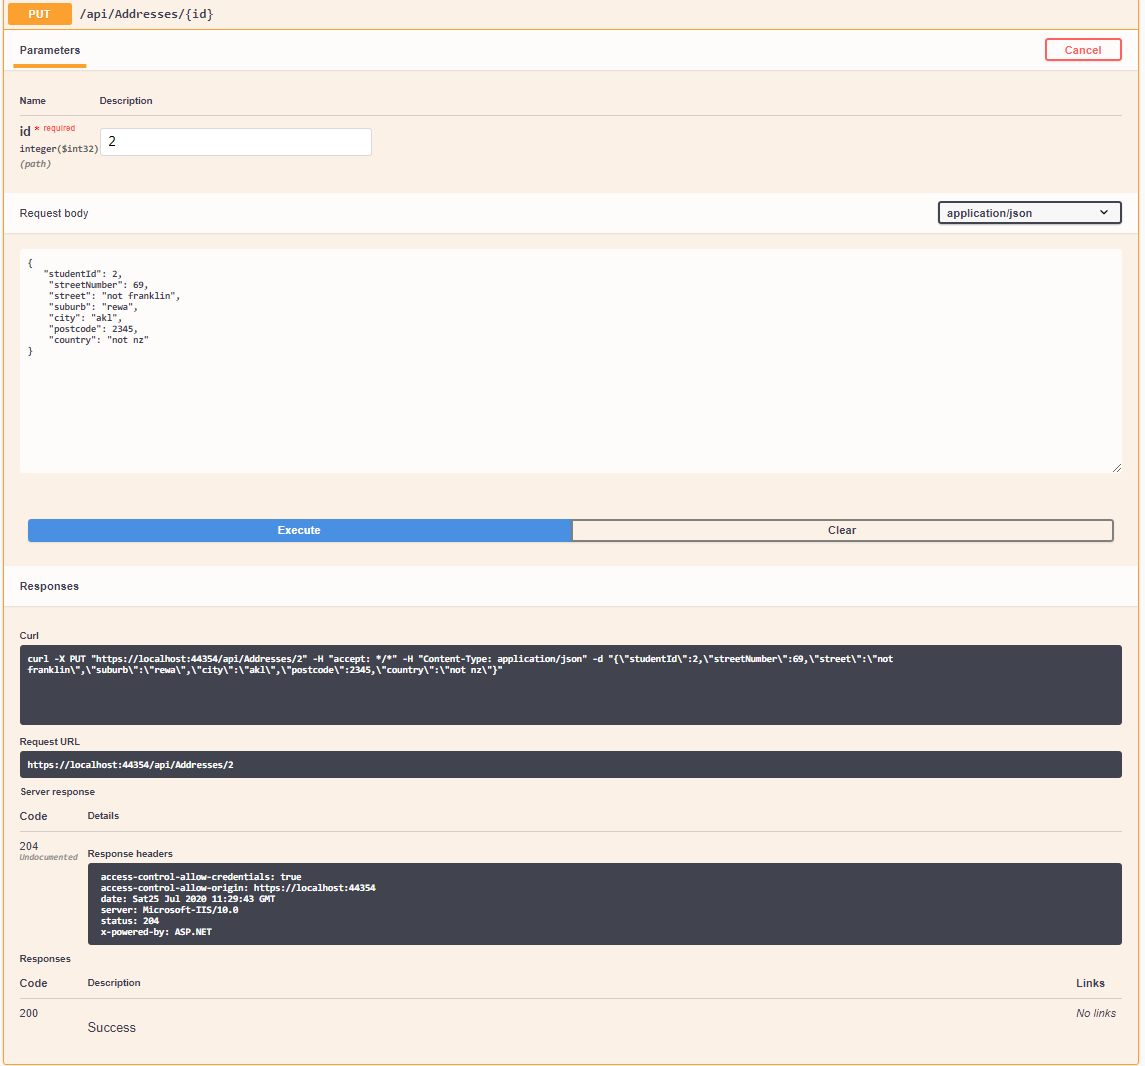 PUT /api/Addresses/{id}
Parameters
Cancel
Name Description
id * required
integer($int32)
(path)
2
Request body
application/json
{
"studentId": 2,
"streetNumber": 69,
"street": "not franklin",
"suburb": "rewa",
"city": "akl",
"postcode": 2345,
"country": "not nz"
}
Execute Clear
Responses
Curl
curl -X PUT "https://localhost:44354/api/Addresses/2" -H "accept: */*" -H "Content-Type: application/json" -d "{\"studentId\":2,\"streetNumber\":69,\"street\":\"not
franklin\",\"suburb\":\"rewa\",\"city\":\"akl\",\"postcode\":2345,\"country\":\"not nz\"}"
Request URL
https://localhost:44354/api/Addresses/2
Server response
Code Details
204
Undocumented
Response headers
access-control-allow-credentials: true
access-control-allow-origin: https://localhost:44354
date: Sat25 Jul 2020 11:29:43 GMT
server: Microsoft-IIS/10.0
status: 204
x-powered-by: ASP.NET
Responses
Code Description Links
200 No links
Success